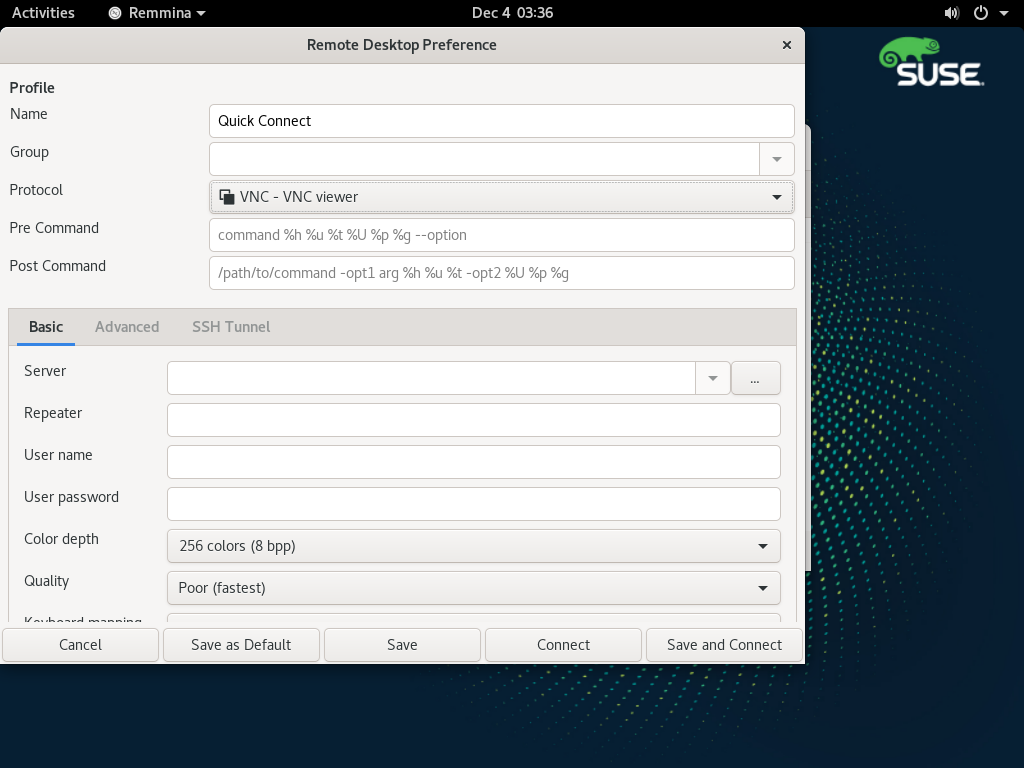 Activities Remmina Dec 4 03:36
Remote Desktop Preference
SUSE
Profile
Name Quick Connect
Group
Protocol VNC - VNC viewer
Pre Command command %h %u %t %U %p %g --option
Post Command /path/to/command -opt1 arg %h %u %t -opt2 %U %p %g
Basic Advanced SSH Tunnel
Server ...
Repeater
User name
User password
Color depth 256 colors (8 bpp)
Quality Poor (fastest)
Keyboard mapping
Cancel Save as Default Save Connect Save and Connect